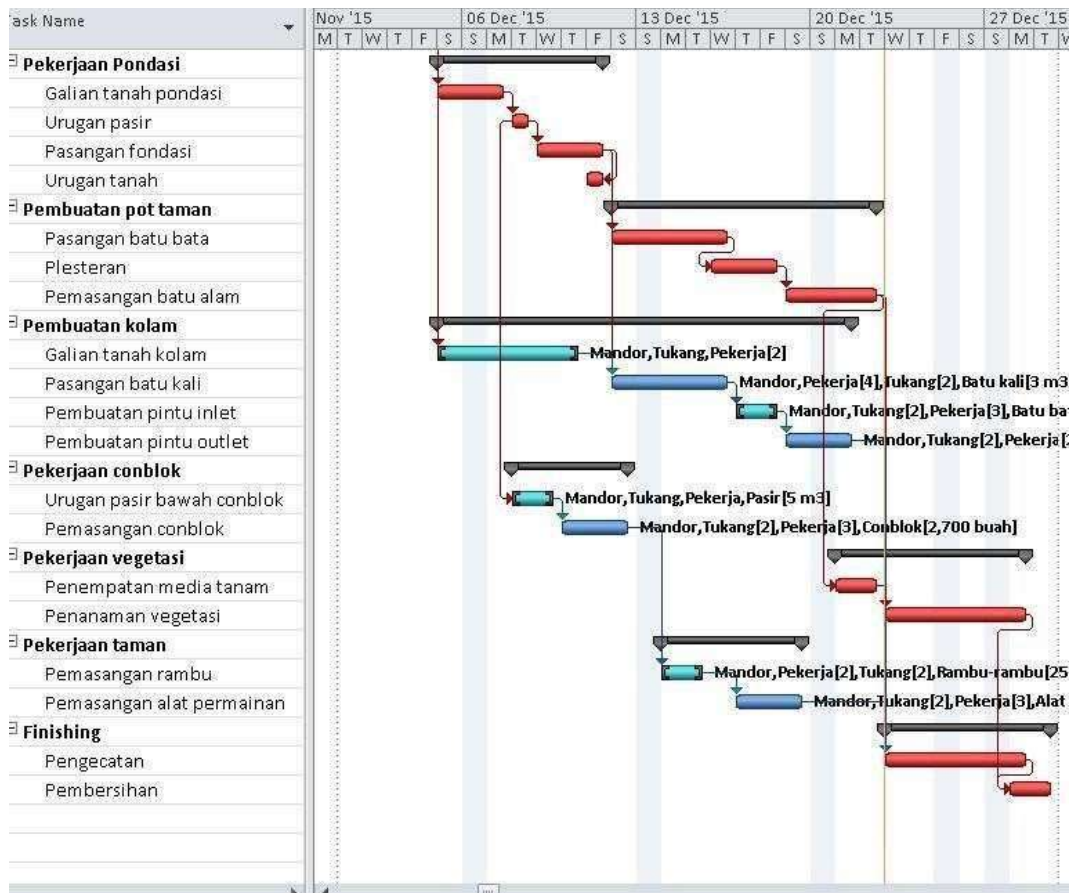 ask Name
Nov '15 06 Dec '15 13 Dec '15 20 Dec '15 27 Dec '15
M T W T F S S M T W T F S S M T W T F S S M T W T F S S M T W
Pekerjaan Pondasi
Galian tanah pondasi
Urugan pasir
Pasangan fondasi
Urugan tanah
Pembuatan pot taman
Pasangan batu bata
Plesteran
Pemasangan batu alam
Pembuatan kolam
Galian tanah kolam Mandor,Tukang,Pekerja[2]
Pasangan batu kali Mandor,Pekerja[4],Tukang[2],Batu kali[3 m3
Pembuatan pintu inlet Mandor,Tukang[2],Pekerja[3],Batu ba
Pembuatan pintu outlet Mandor,Tukang[2],Pekerja[2
Pekerjaan conblok
Urugan pasir bawah conblok Mandor,Tukang,Pekerja,Pasir[5 m3]
Pemasangan conblok Mandor,Tukang[2],Pekerja[3],Conblok[2,700 buah]
Pekerjaan vegetasi
Penempatan media tanam
Penanaman vegetasi
Pekerjaan taman
Pemasangan rambu Mandor,Pekerja[2],Tukang[2],Rambu-rambu[25
Pemasangan alat permainan Mandor,Tukang[2],Pekerja[3],Alat
Finishing
Pengecatan
Pembersihan